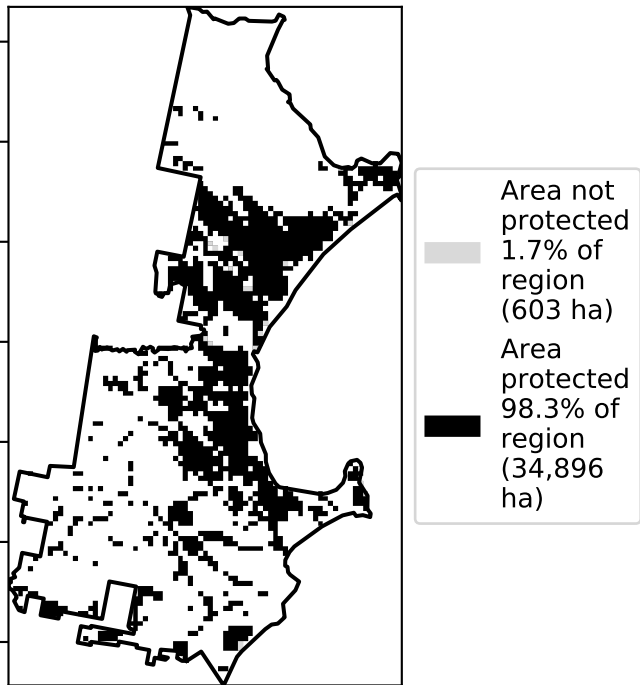 Area not
protected
1.7% of
region
(603 ha)
Area
protected
98.3% of
region
(34,896
ha)